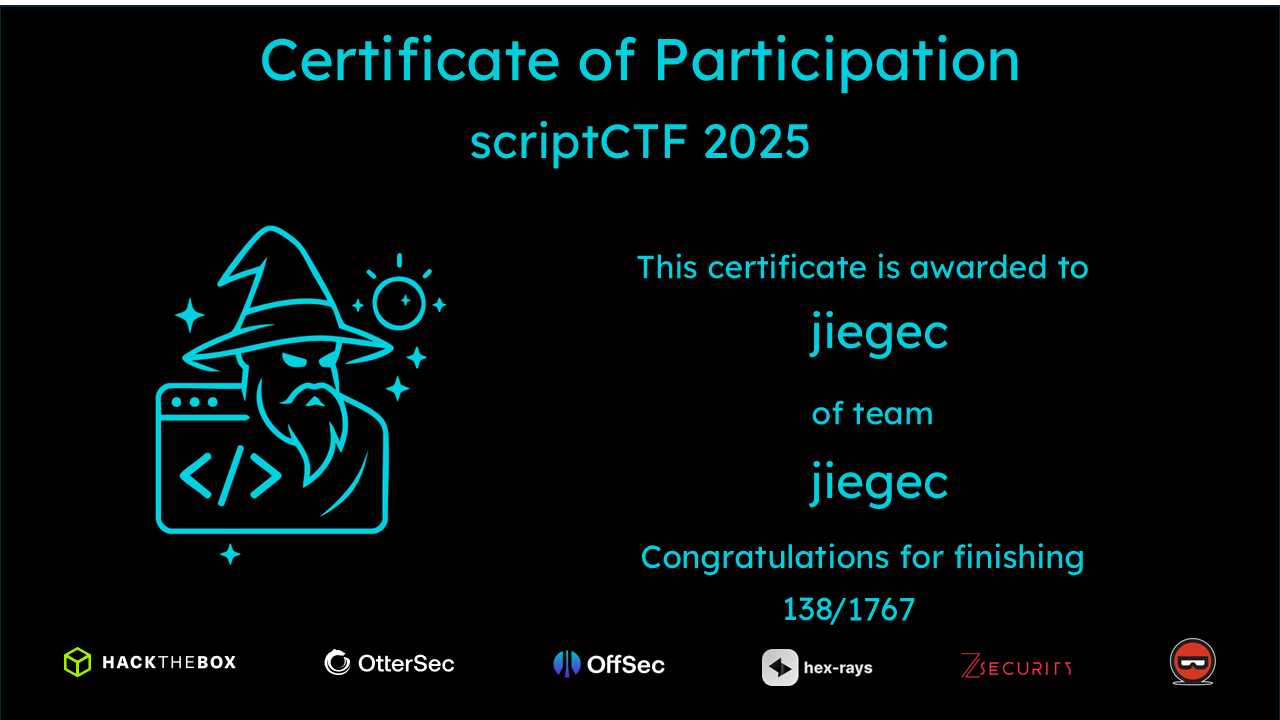 Certificate of Participation
scriptCTF 2025
This certificate is awarded to
jiegec
of team
jiegec
Congratulations for finishing
138/1767
</>
HACKTHEBOX
OtterSec
OffSec
hex-rays
ZSECURITY